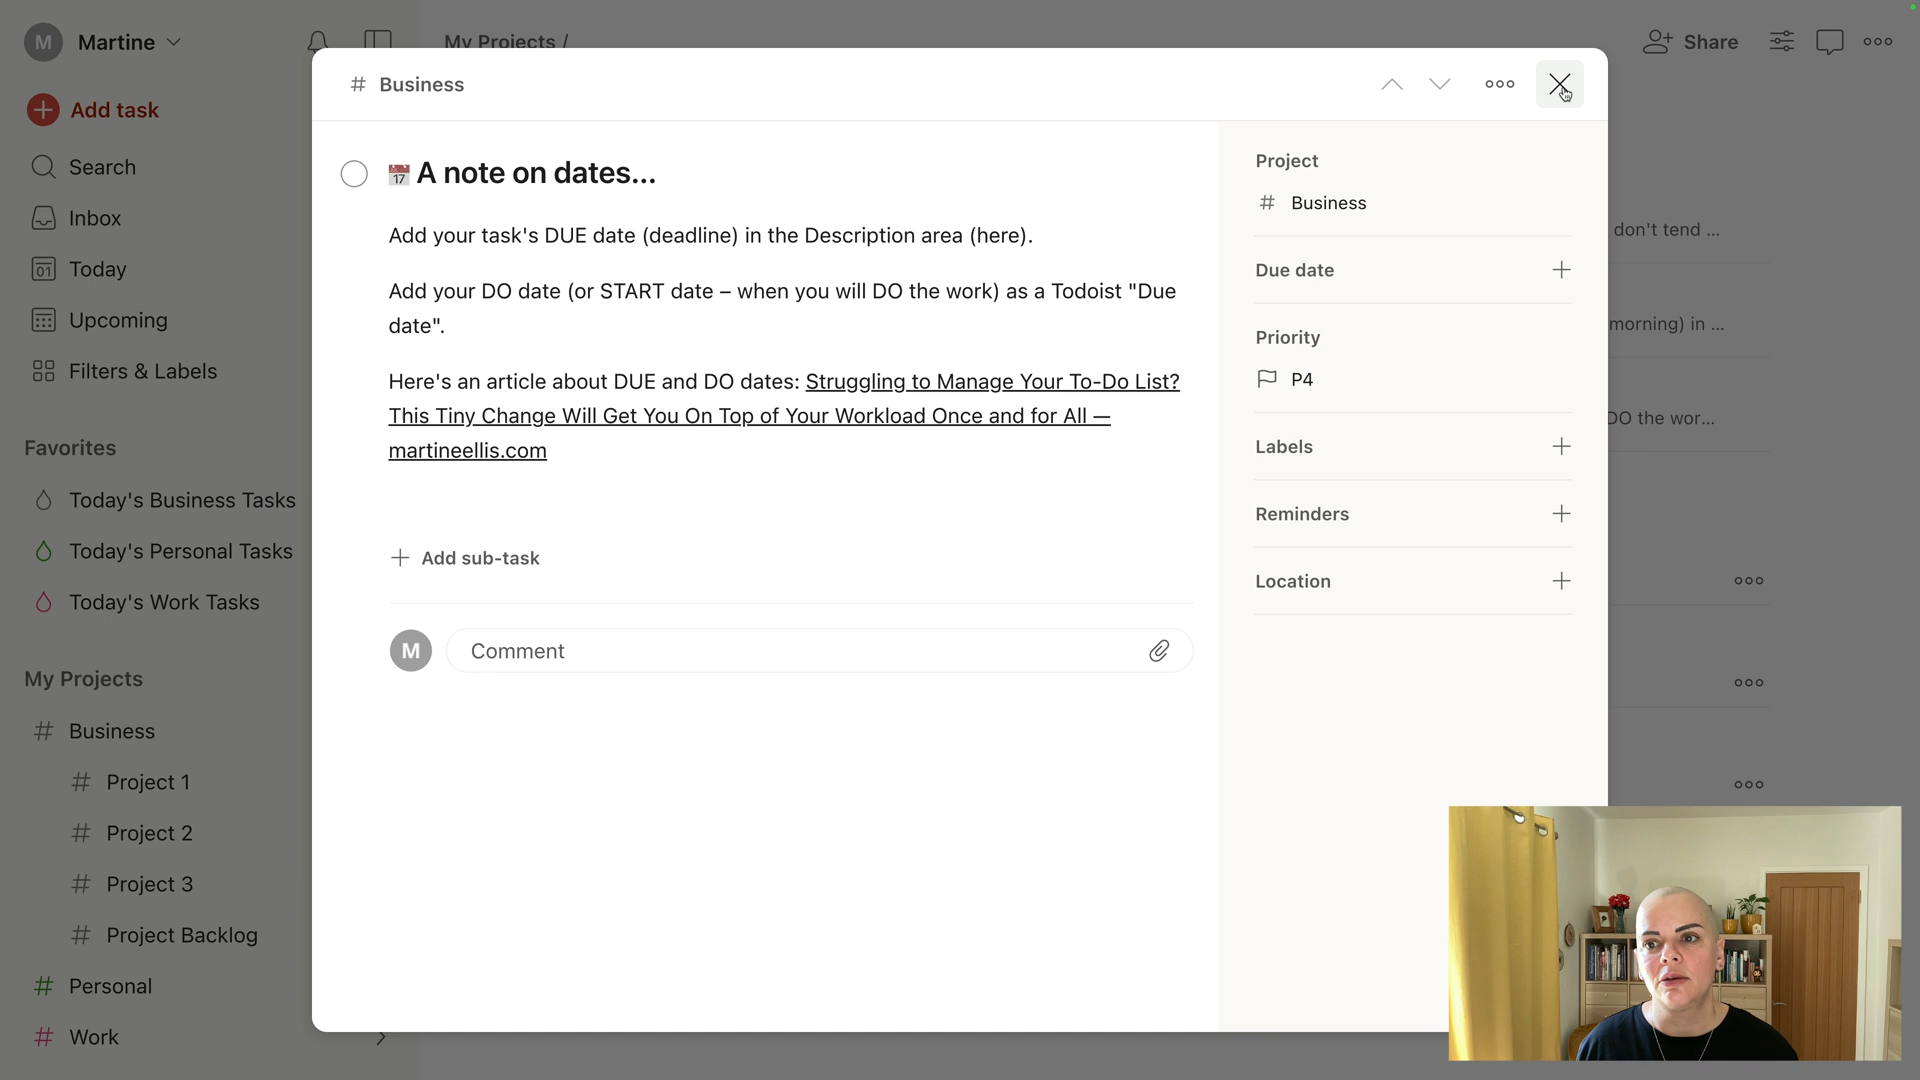 M Martine
Add task
Search
Inbox
01 Today
Upcoming
Filters & Labels
Favorites
Today's Business Tasks
Today's Personal Tasks
Today's Work Tasks
My Projects
# Business
# Project 1
# Project 2
# Project 3
# Project Backlog
# Personal
# Work
My Projects /
Share
# Business
17 A note on dates...
Add your task's DUE date (deadline) in the Description area (here).
Add your DO date (or START date – when you will DO the work) as a Todoist "Due
date".
Here's an article about DUE and DO dates: Struggling to Manage Your To-Do List?
This Tiny Change Will Get You On Top of Your Workload Once and for All —
martineellis.com
+ Add sub-task
M Comment
Project
# Business
Due date +
Priority
P4
Labels +
Reminders +
Location +
don't tend ...
morning) in ...
DO the wor...